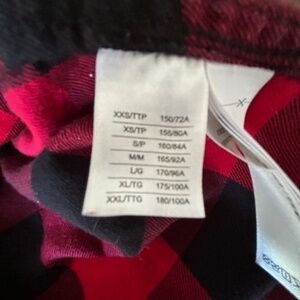 XXS/TTP 150/72A
XS/TP 155/80A
S/P 160/84A
M/M 165/92A
L/G 170/96A
XL/TG 175/100A
XXL/TTG 180/100A